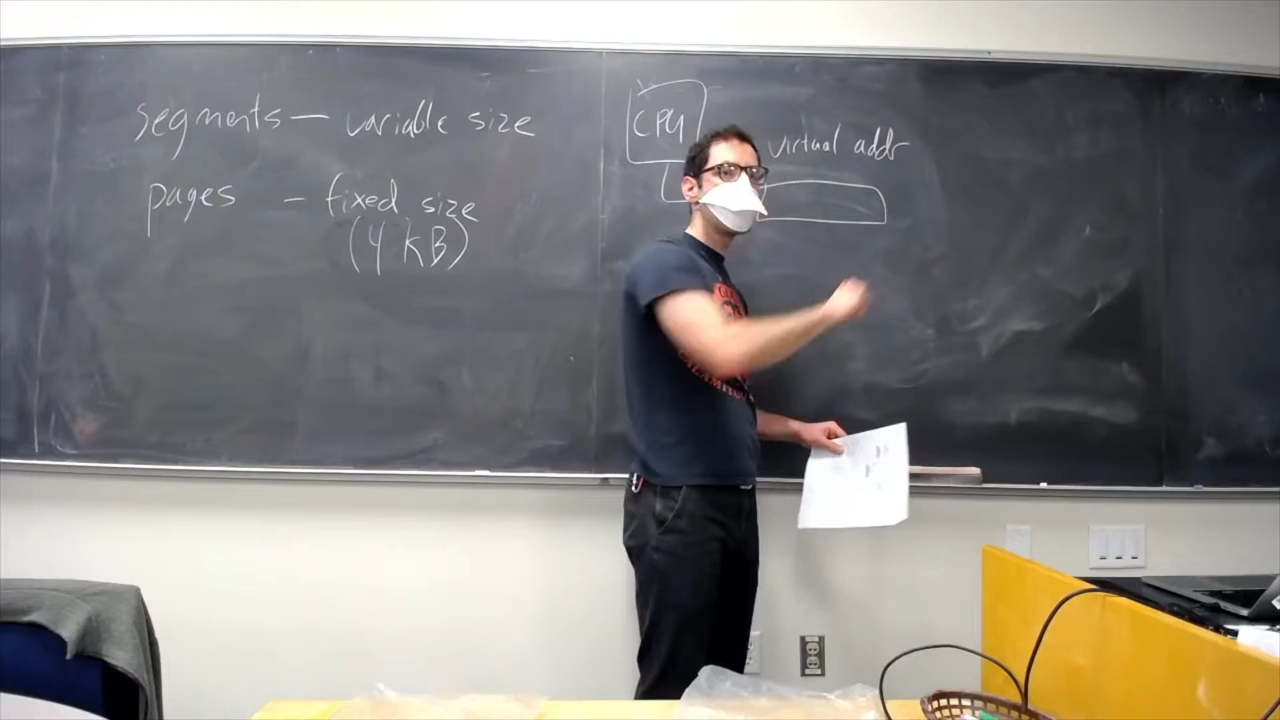 segments — variable size
pages – fixed size
(4 kB)
CPU
virtual addr